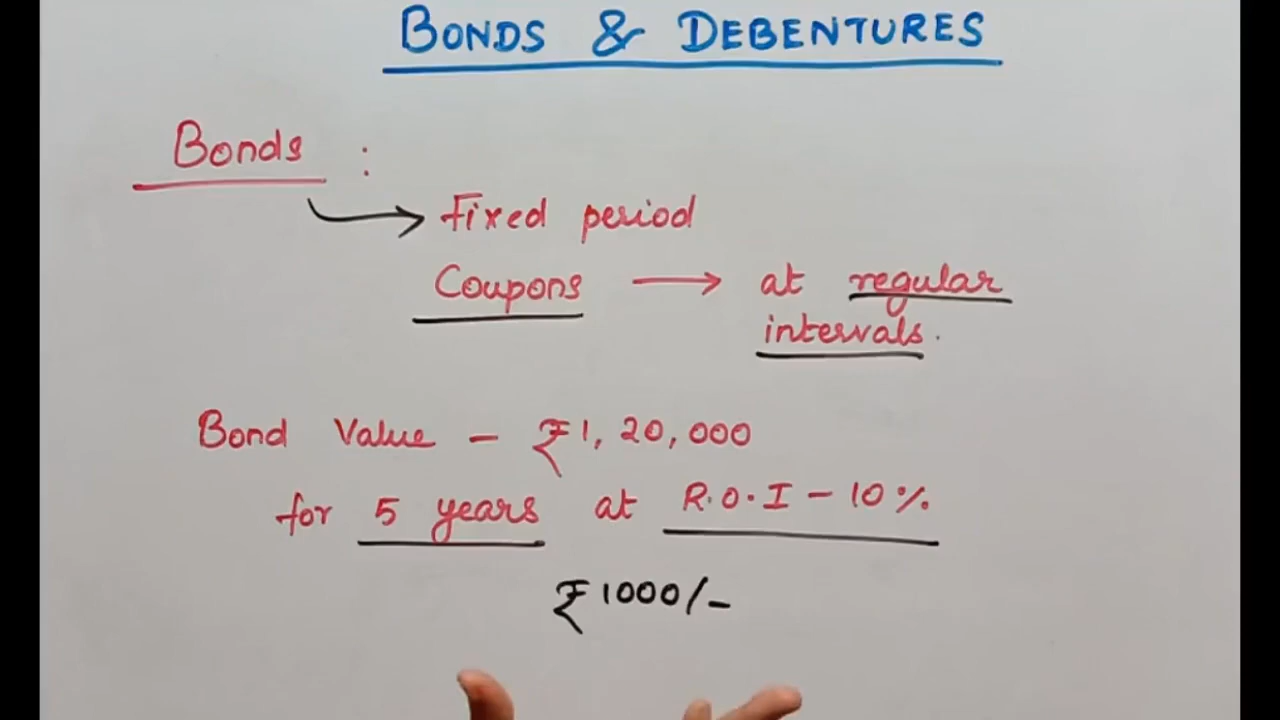 BONDS & DEBENTURES
Bonds :
Fixed period
Coupons → at regular
intervals.
Bond Value - ₹1,20,000
for 5 years at R.O.I - 10%
₹1000/-